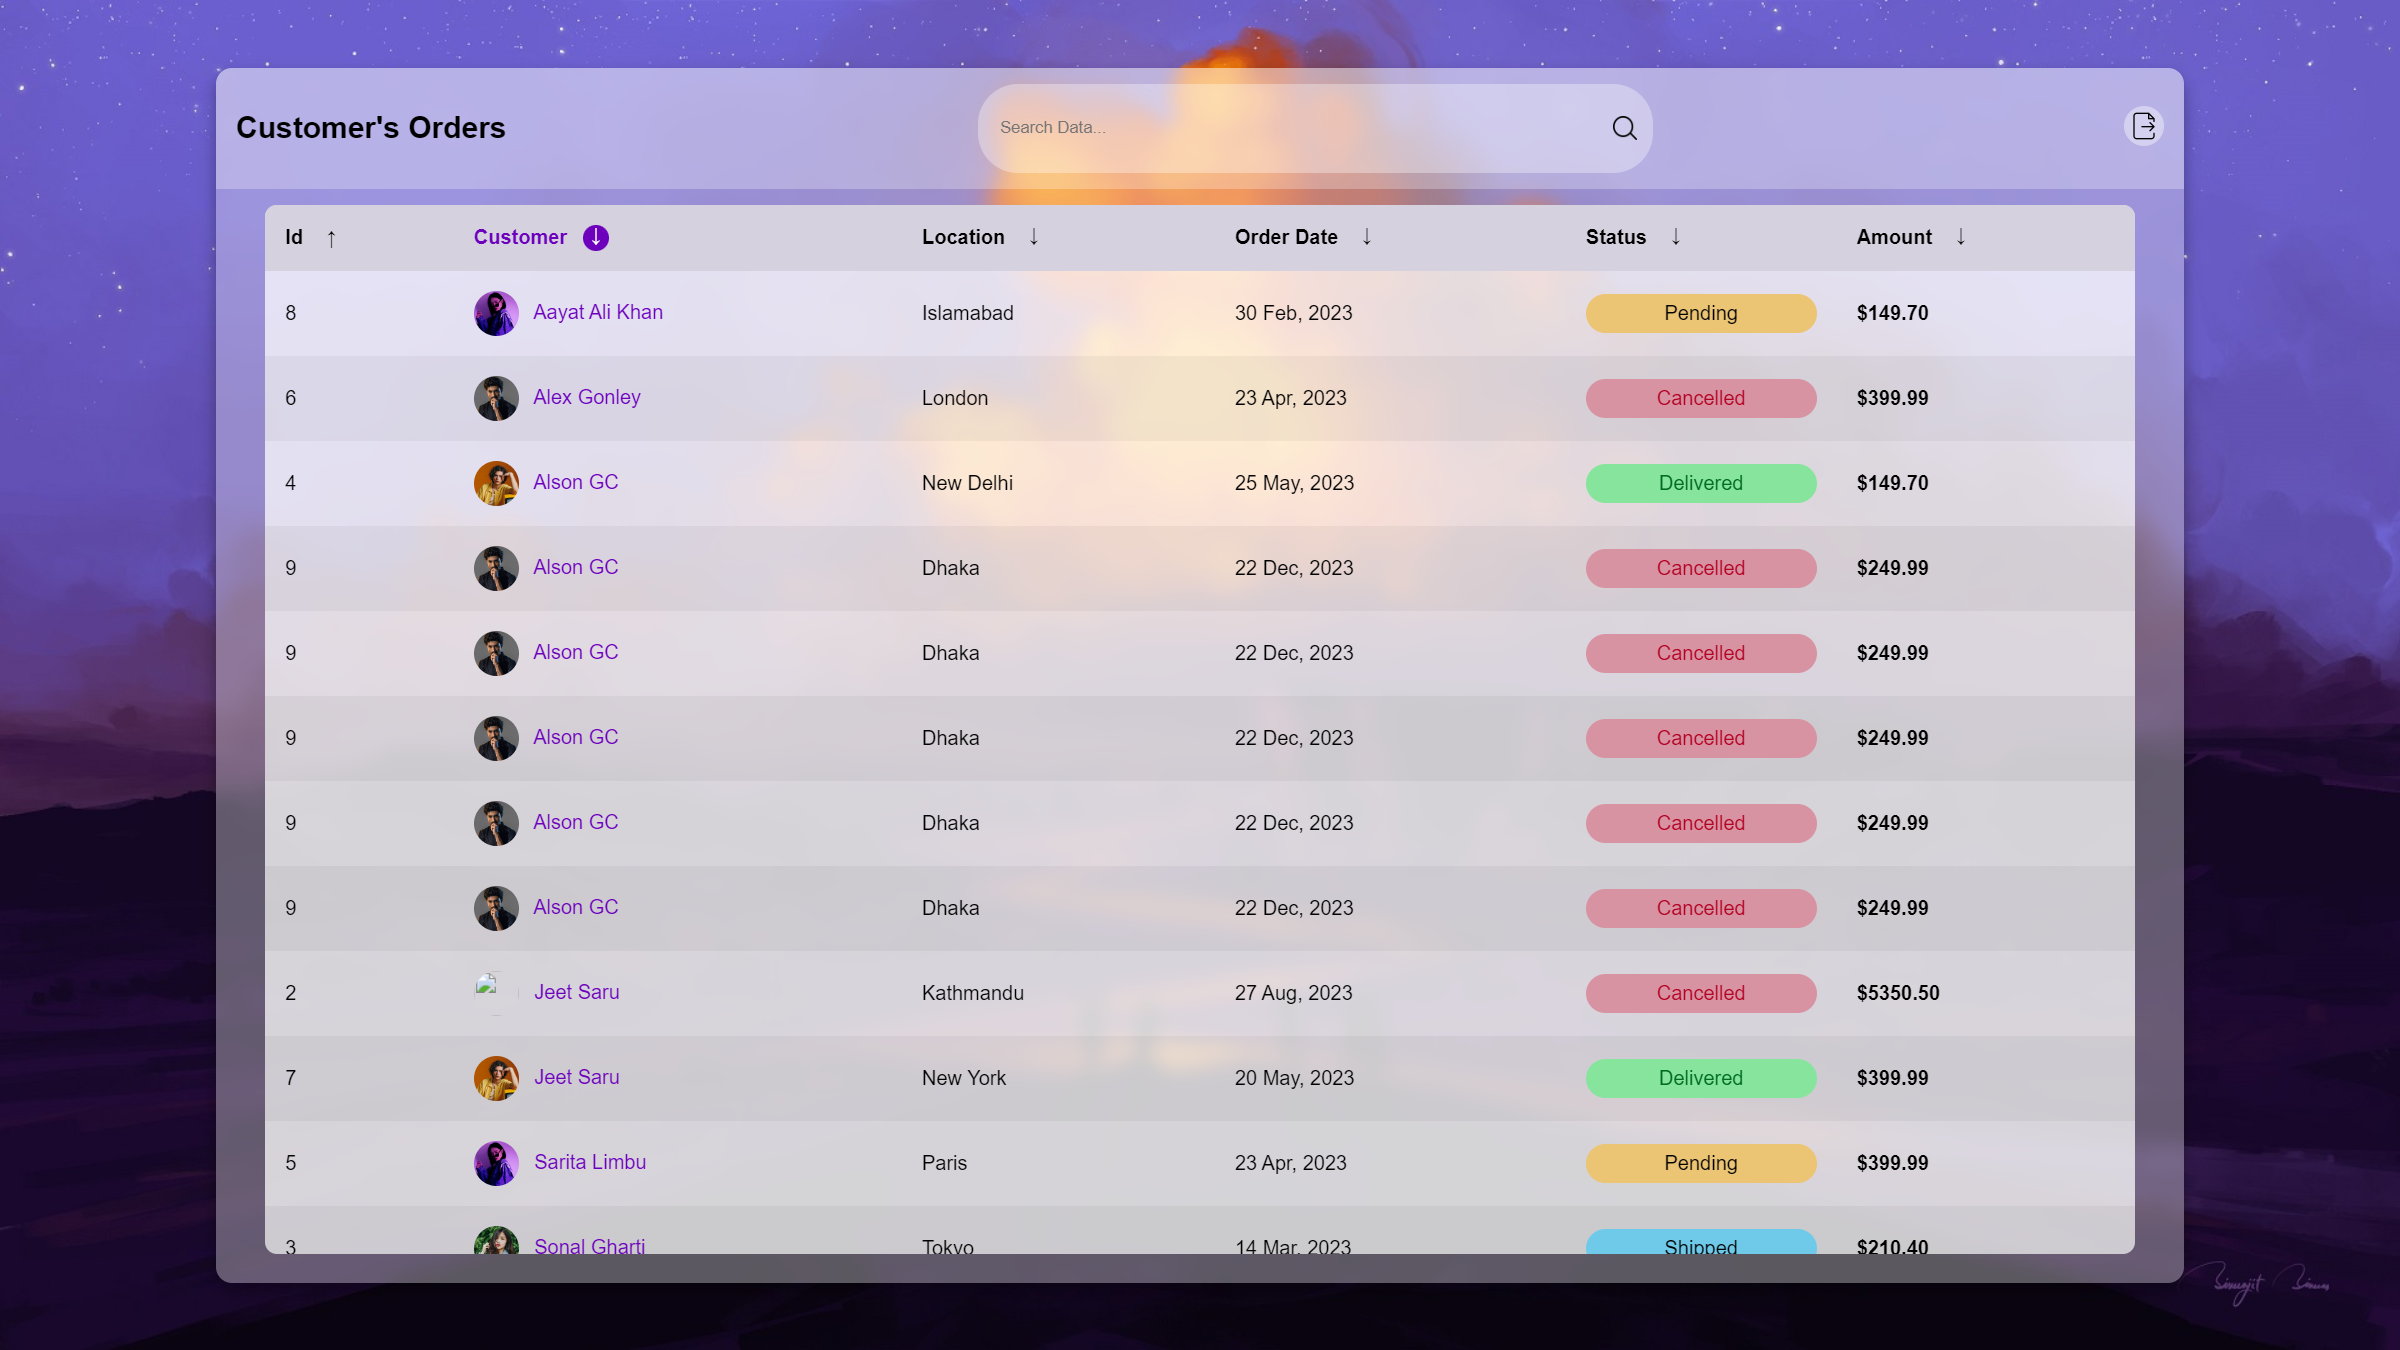 Customer's Orders
Search Data...
Id ↑ Customer ↓ Location ↓ Order Date ↓ Status ↓ Amount ↓
8 Aayat Ali Khan Islamabad 30 Feb, 2023 Pending $149.70
6 Alex Gonley London 23 Apr, 2023 Cancelled $399.99
4 Alson GC New Delhi 25 May, 2023 Delivered $149.70
9 Alson GC Dhaka 22 Dec, 2023 Cancelled $249.99
9 Alson GC Dhaka 22 Dec, 2023 Cancelled $249.99
9 Alson GC Dhaka 22 Dec, 2023 Cancelled $249.99
9 Alson GC Dhaka 22 Dec, 2023 Cancelled $249.99
9 Alson GC Dhaka 22 Dec, 2023 Cancelled $249.99
2 Jeet Saru Kathmandu 27 Aug, 2023 Cancelled $5350.50
7 Jeet Saru New York 20 May, 2023 Delivered $399.99
5 Sarita Limbu Paris 23 Apr, 2023 Pending $399.99
3 Sonal Gharti Tokyo 14 Mar, 2023 Shipped $210.40